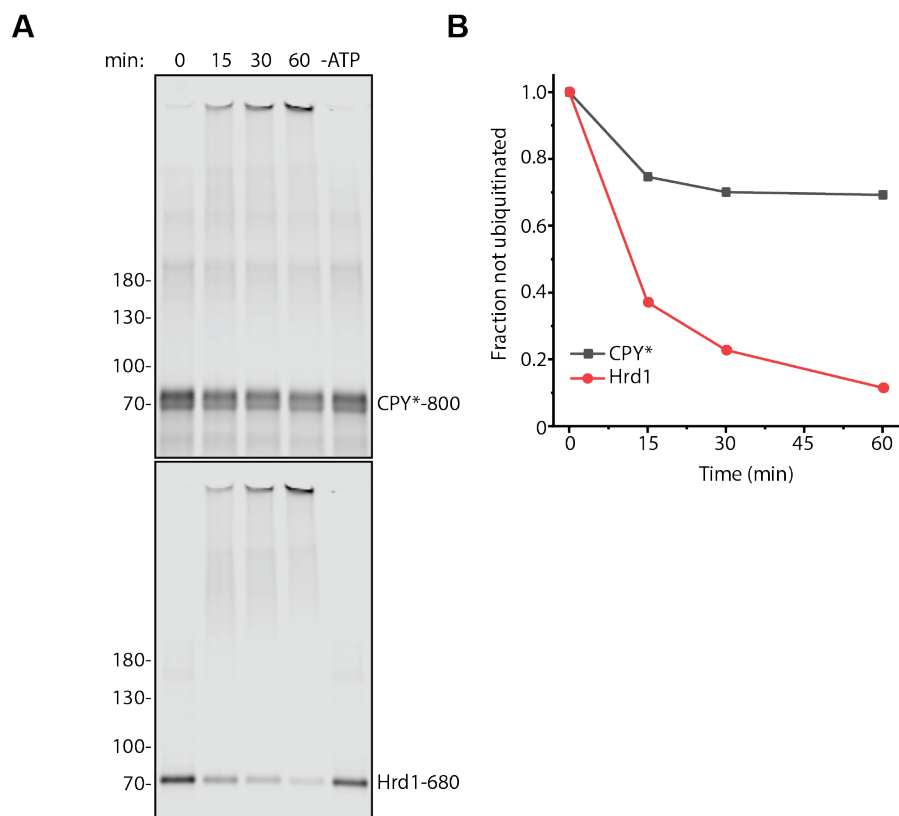 A
min: 0 15 30 60 -ATP
180-
130-
100-
70-
CPY*-800
180-
130-
100-
70-
Hrd1-680
B
Fraction not ubiquitinated
1.0
0.8
0.6
0.4
0.2
0
CPY*
Hrd1
0 15 30 45 60
Time (min)